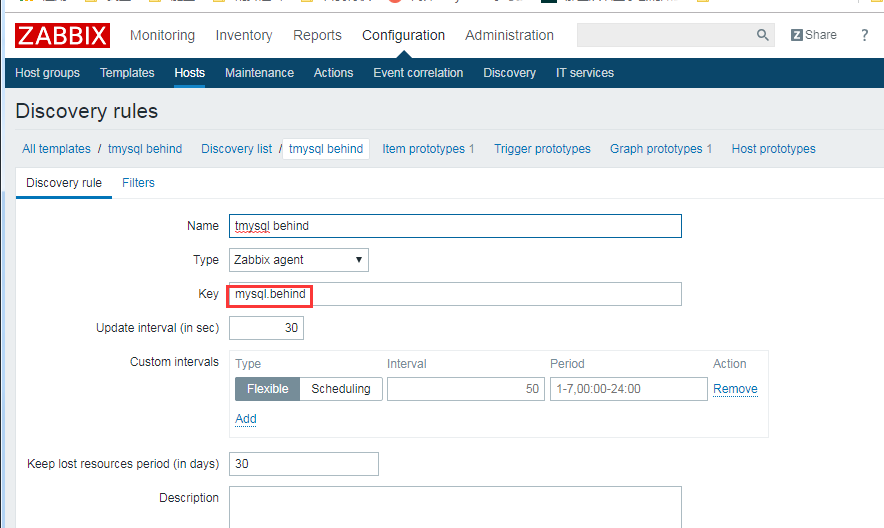 ZABBIX Monitoring Inventory Reports Configuration Administration Z Share ?
Host groups Templates Hosts Maintenance Actions Event correlation Discovery IT services
Discovery rules
All templates / tmysql behind Discovery list / tmysql behind Item prototypes 1 Trigger prototypes Graph prototypes 1 Host prototypes
Discovery rule Filters
Name tmysql behind
Type Zabbix agent
Key mysql.behind
Update interval (in sec) 30
Custom intervals Type Interval Period Action
Flexible Scheduling 50 1-7,00:00-24:00 Remove
Add
Keep lost resources period (in days) 30
Description